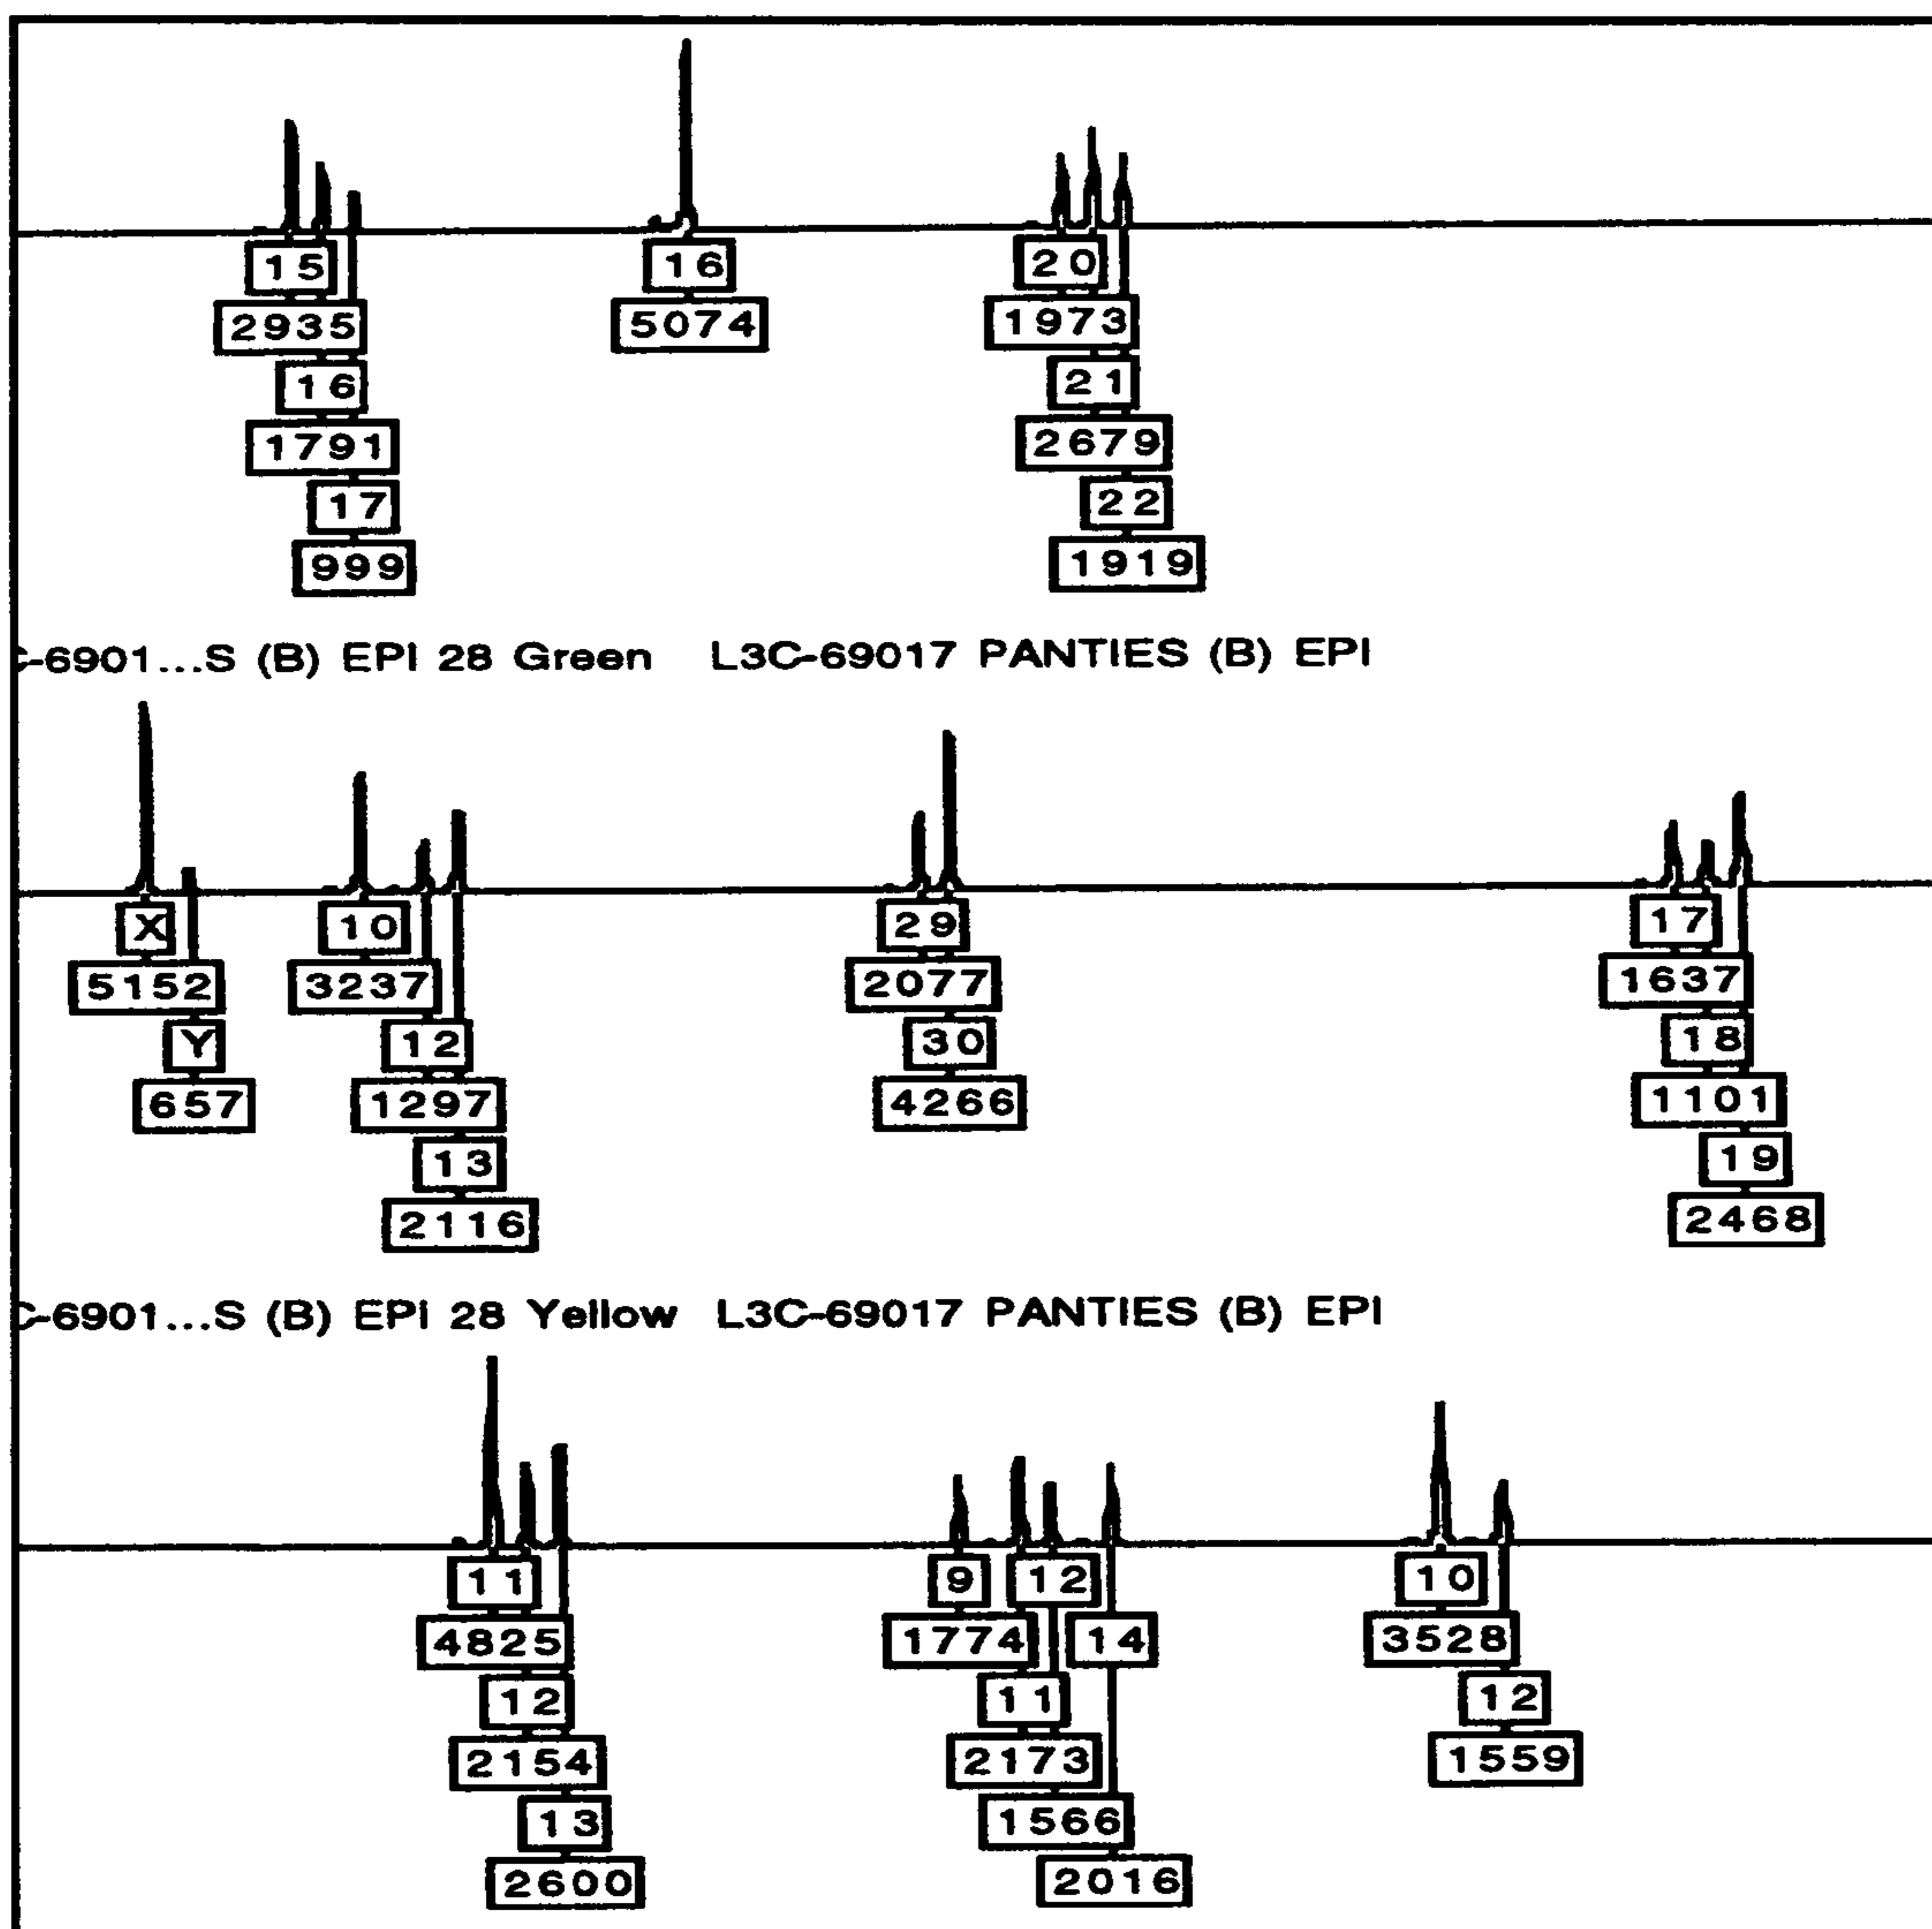 15 16 20
2935 5074 1973
16 21
1791 2679
17 22
999 1919
C-6901...S (B) EPI 28 Green L3C-69017 PANTIES (B) EPI
X 10 29 17
5152 3237 2077 1637
Y 12 30 18
657 1297 4266 1101
13 19
2116 2468
C-6901...S (B) EPI 28 Yellow L3C-69017 PANTIES (B) EPI
11 9 12 10
4825 1774 14 3528
12 11 12
2154 2173 1559
13 1566
2600 2016